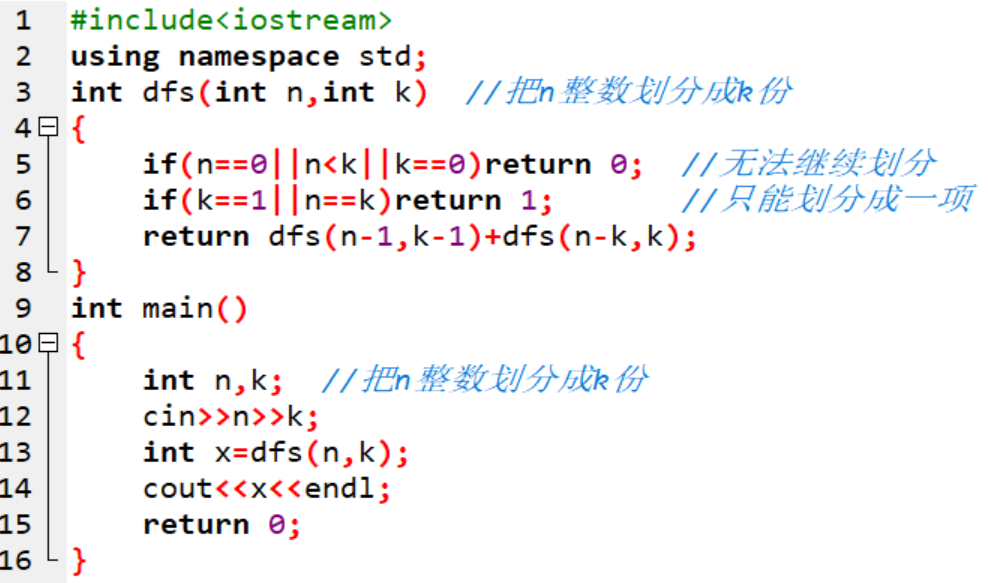 1 #include<iostream>
2 using namespace std;
3 int dfs(int n,int k)  //把n整数划分成k份
4 {
5     if(n==0||n<k||k==0)return 0;  //无法继续划分
6     if(k==1||n==k)return 1;       //只能划分成一项
7     return dfs(n-1,k-1)+dfs(n-k,k);
8 }
9 int main()
10 {
11     int n,k;  //把n整数划分成k份
12     cin>>n>>k;
13     int x=dfs(n,k);
14     cout<<x<<endl;
15     return 0;
16 }